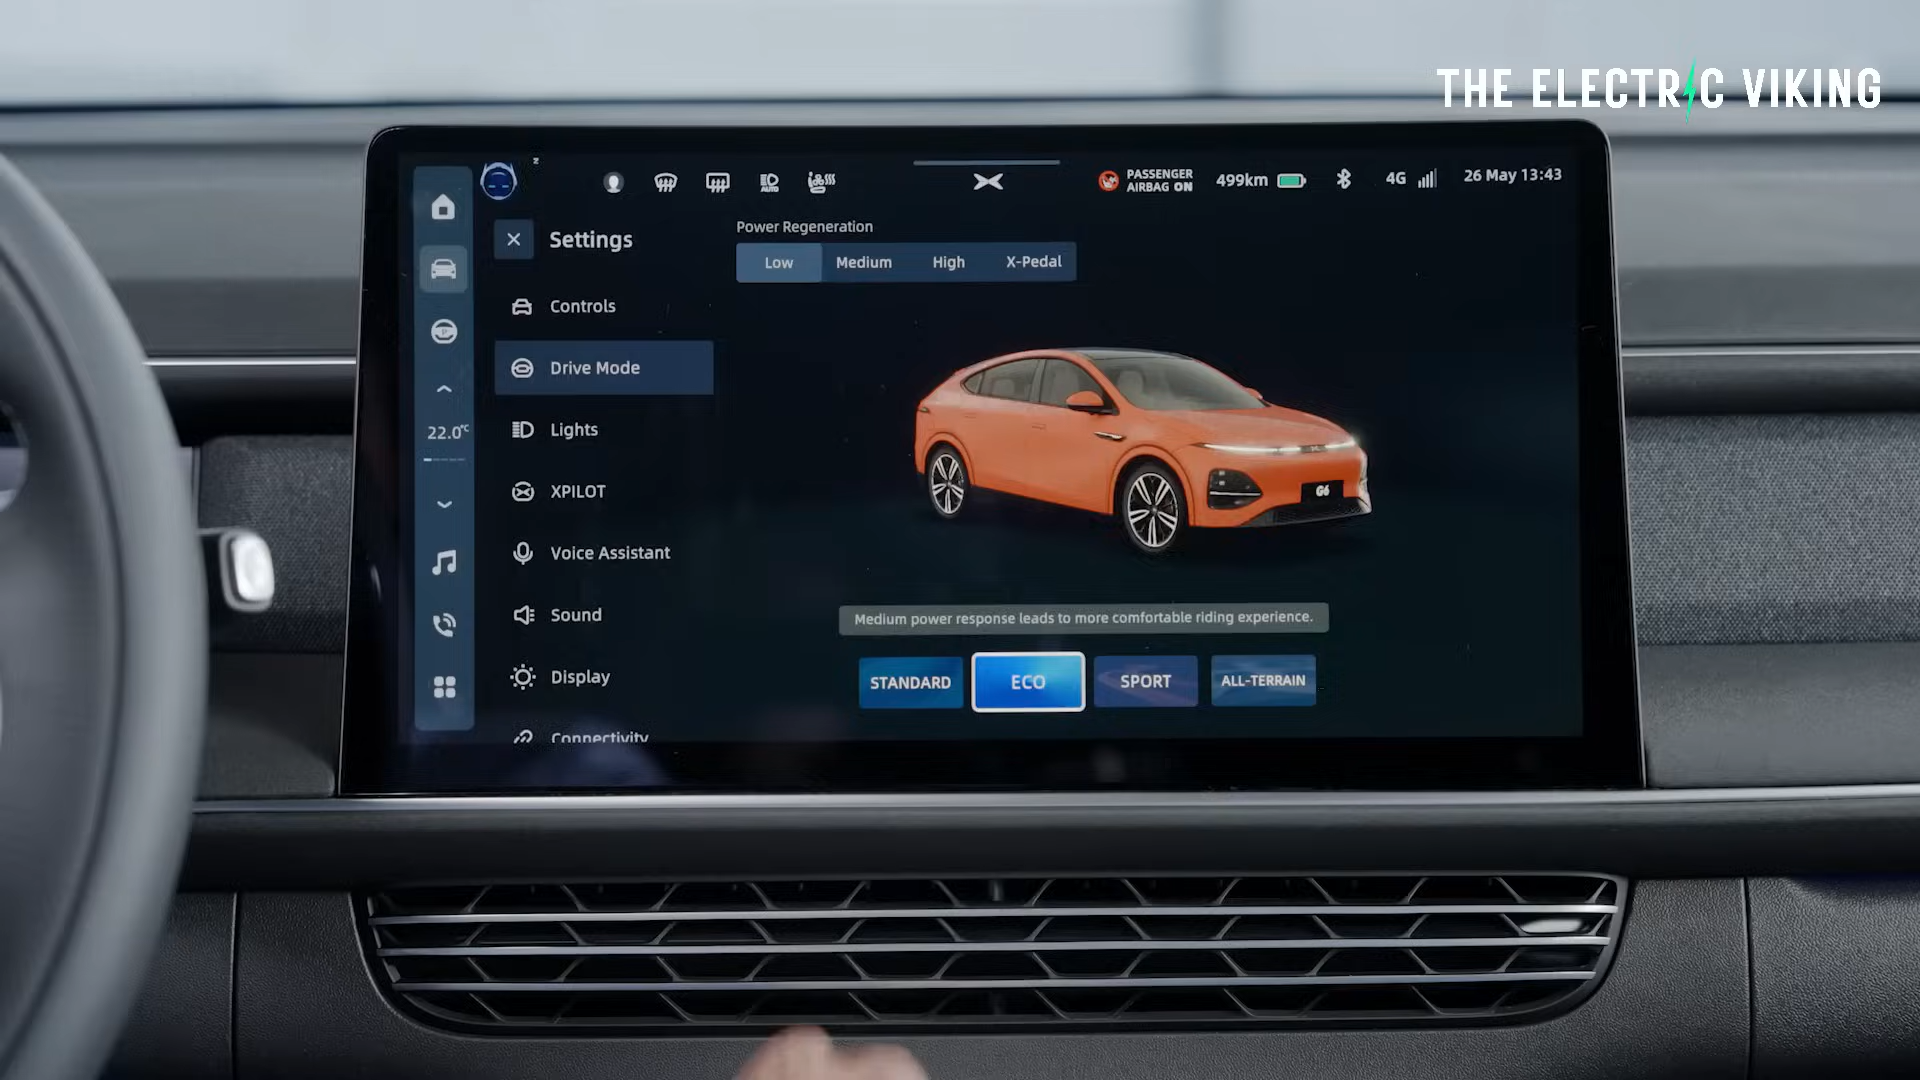 THE ELECTRIC VIKING
z
AUTO
PASSENGER
AIRBAG ON
499km
4G
26 May 13:43
Settings
Power Regeneration
Low
Medium
High
X-Pedal
Controls
Drive Mode
Lights
XPILOT
Voice Assistant
Sound
Display
Connectivity
P
22.0°C
G6
Medium power response leads to more comfortable riding experience.
STANDARD
ECO
SPORT
ALL-TERRAIN